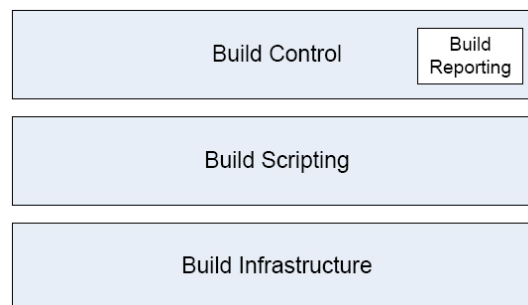 Build Control
Build
Reporting
Build Scripting
Build Infrastructure